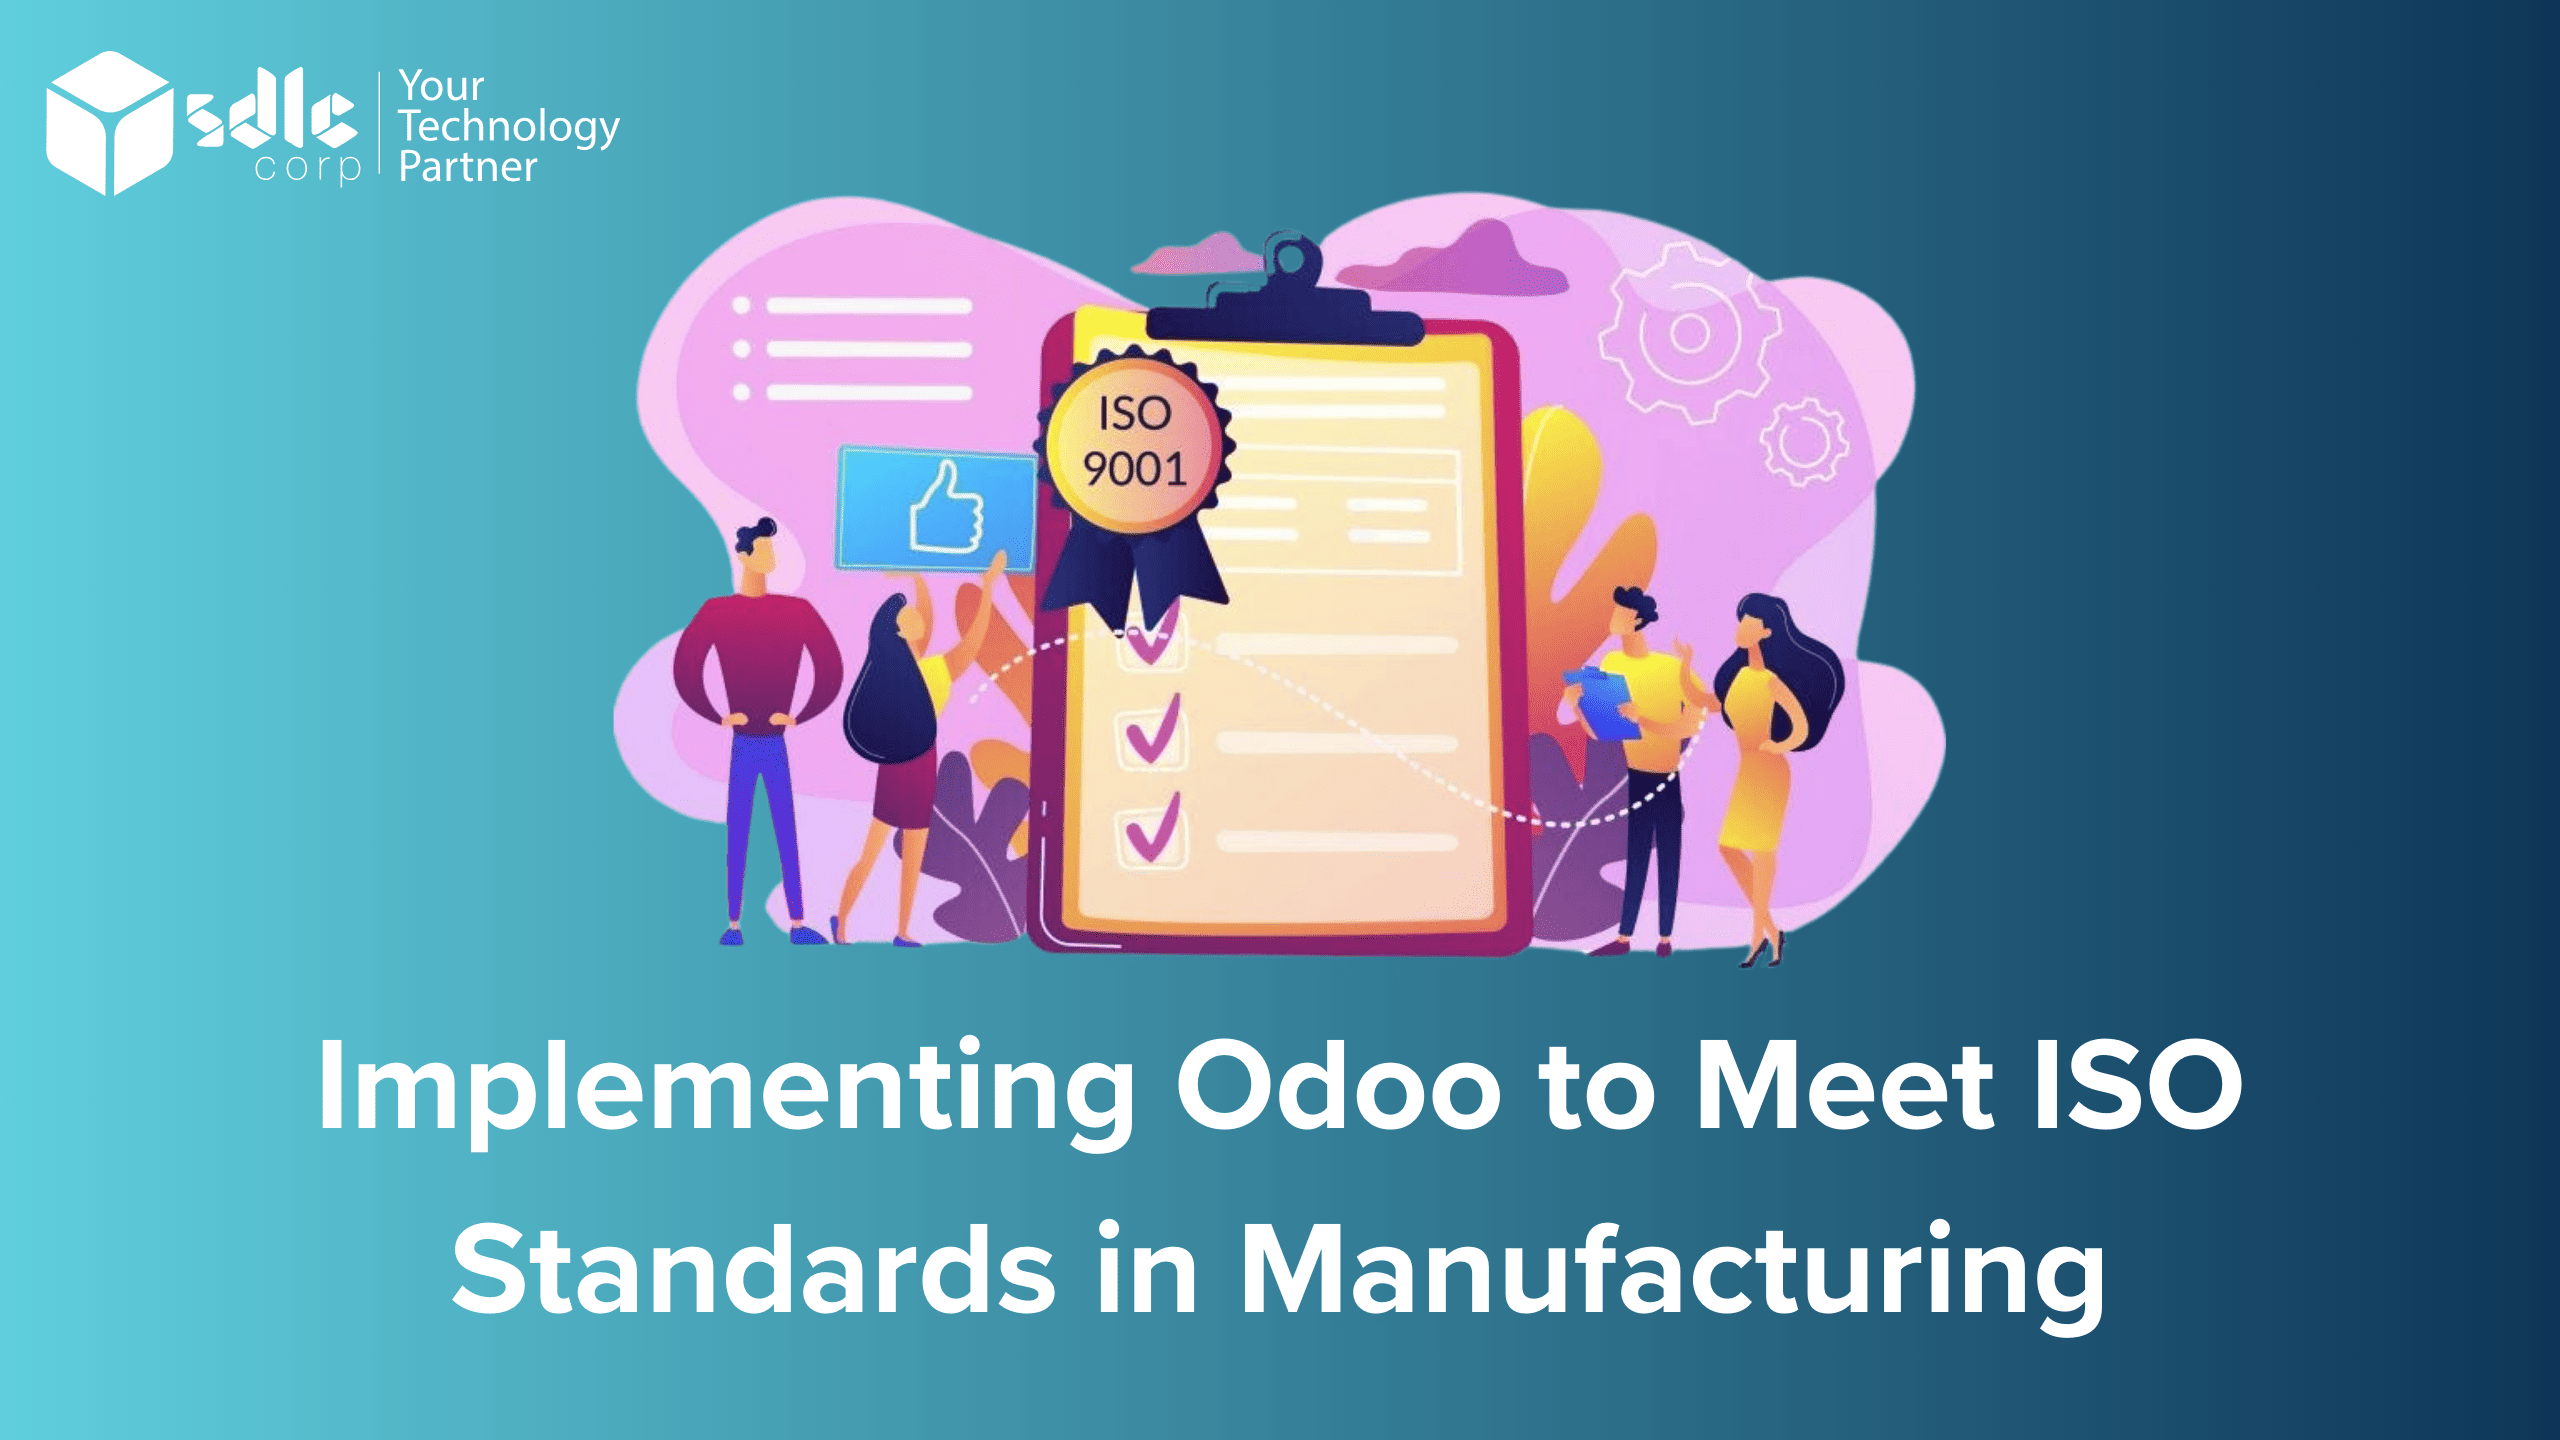 sdlc
corp
Your
Technology
Partner
ISO
9001
Implementing Odoo to Meet ISO
Standards in Manufacturing